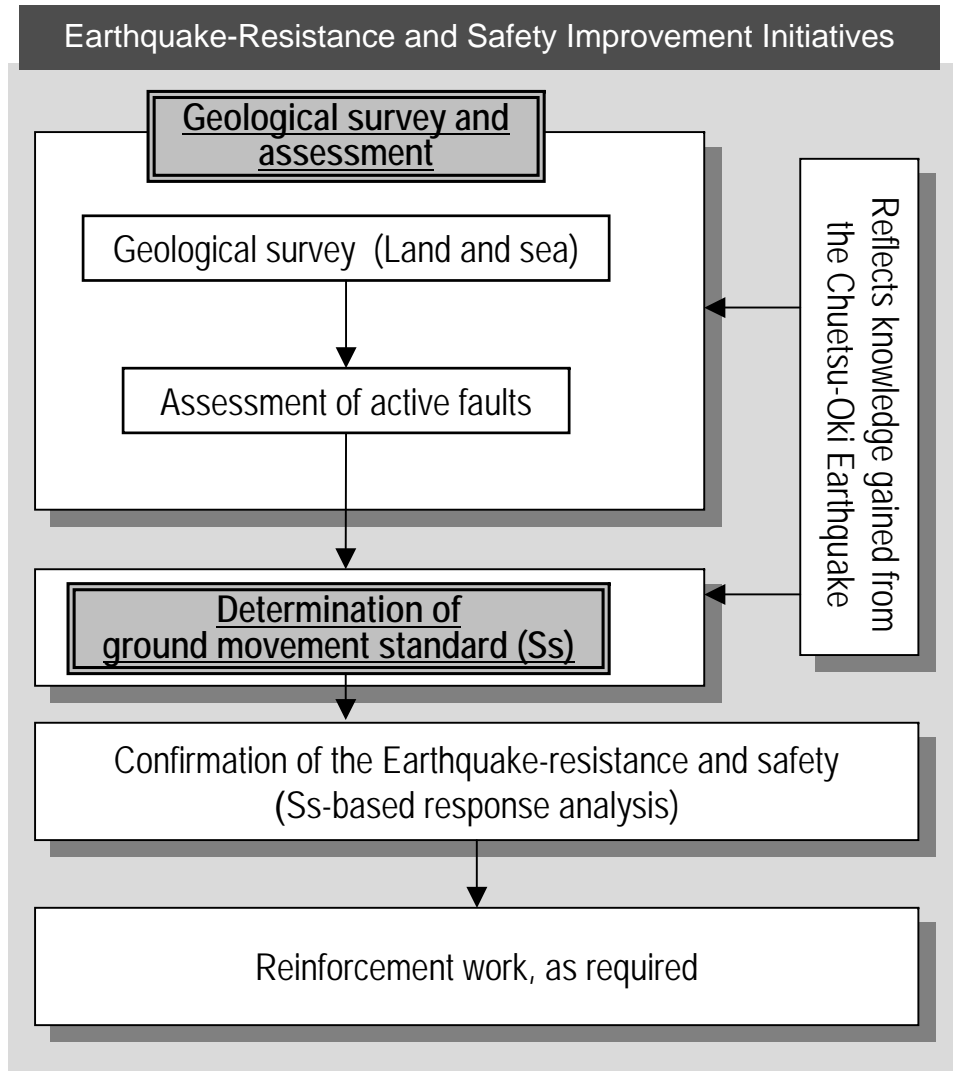 Earthquake-Resistance and Safety Improvement Initiatives
Geological survey and
assessment
Geological survey (Land and sea)
Assessment of active faults
Reflects knowledge gained from
the Chuetsu-Oki Earthquake
Determination of
ground movement standard (Ss)
Confirmation of the Earthquake-resistance and safety
(Ss-based response analysis)
Reinforcement work, as required